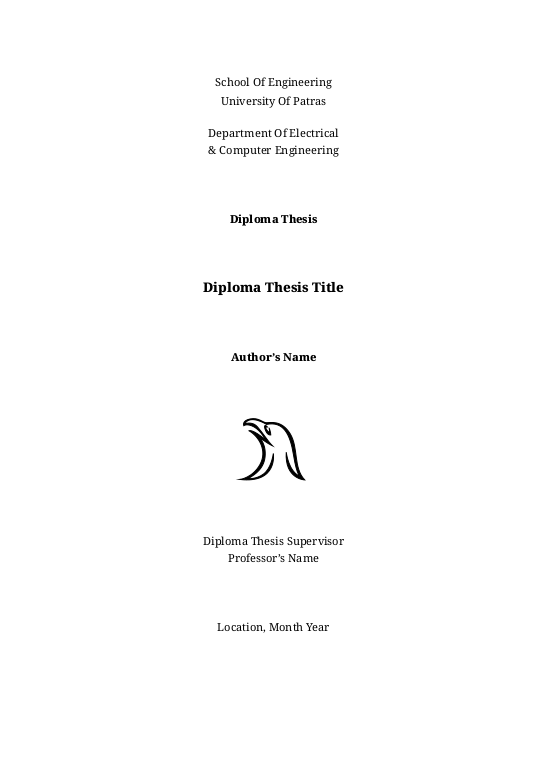 School Of Engineering
University Of Patras
Department Of Electrical
& Computer Engineering
Diploma Thesis
Diploma Thesis Title
Author's Name
Diploma Thesis Supervisor
Professor's Name
Location, Month Year